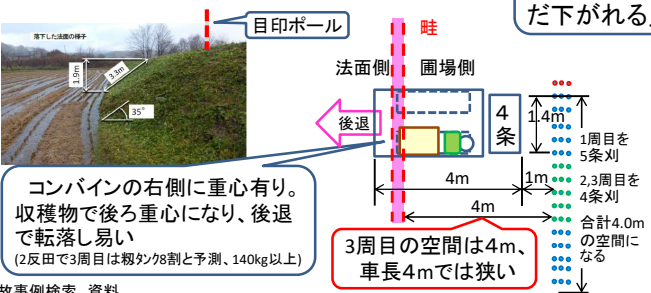 だ下がれる
落下した法面の様子
目印ポール
1.9m
3.3m
35°
畦
法面側
圃場側
後退
4
条
1.4m
4m
1m
4m
1周目を
5条刈
2,3周目を
4条刈
合計4.0m
の空間に
なる
コンバインの右側に重心有り。
収穫物で後ろ重心になり、後退
で転落し易い
(2反田で3周目は籾タンク8割と予測、140kg以上)
3周目の空間は4m、
車長4mでは狭い
故事例検索 資料